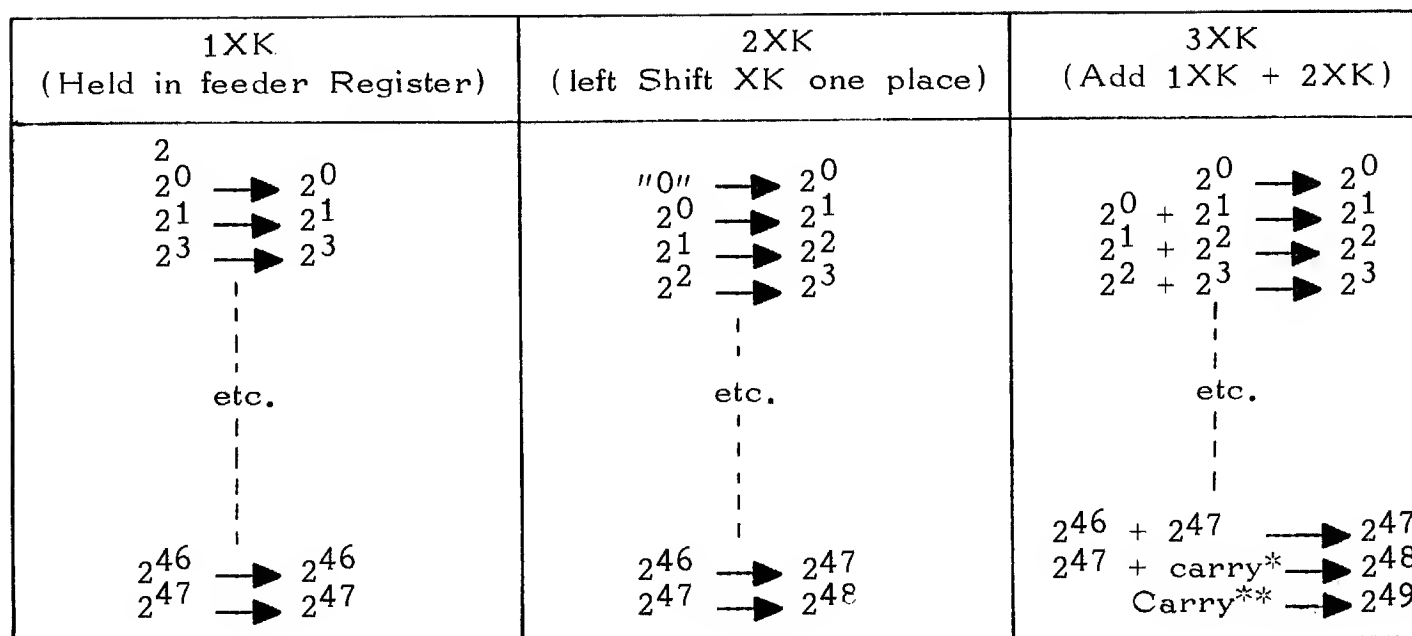 1XK
(Held in feeder Register)
2
2^0 → 2^0
2^1 → 2^1
2^3 → 2^3
etc.
2^46 → 2^46
2^47 → 2^47
2XK
(left Shift XK one place)
"0" → 2^0
2^0 → 2^1
2^1 → 2^2
2^2 → 2^3
etc.
2^46 → 2^47
2^47 → 2^48
3XK
(Add 1XK + 2XK)
2^0 → 2^0
2^0 + 2^1 → 2^1
2^1 + 2^2 → 2^2
2^2 + 2^3 → 2^3
etc.
2^46 + 2^47 → 2^47
2^47 + carry* → 2^48
Carry** → 2^49